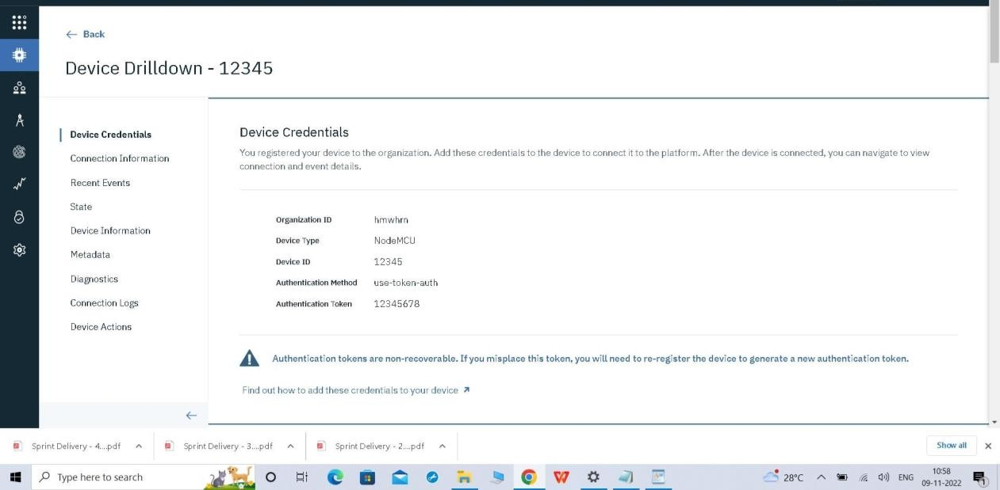 Back
Device Drilldown - 12345
Device Credentials
Connection Information
Recent Events
State
Device Information
Metadata
Diagnostics
Connection Logs
Device Actions
Device Credentials
You registered your device to the organization. Add these credentials to the device to connect it to the platform. After the device is connected, you can navigate to view
connection and event details.
Organization ID hmwhrn
Device Type NodeMCU
Device ID 12345
Authentication Method use-token-auth
Authentication Token 12345678
Authentication tokens are non-recoverable. If you misplace this token, you will need to re-register the device to generate a new authentication token.
Find out how to add these credentials to your device
Sprint Delivery - 4....pdf Sprint Delivery - 3....pdf Sprint Delivery - 2....pdf Show all
Type here to search 28°C ENG 10:58
09-11-2022 1